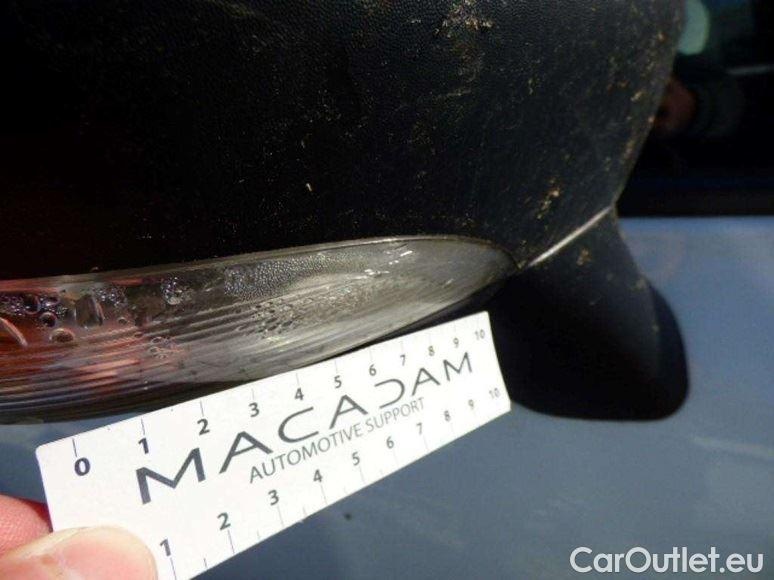 0 1 2 3 4 5 6 7 8 9 10
MACADAM
AUTOMOTIVE SUPPORT
1 2 3 4 5 6 7 8 9 10
CarOutlet.eu